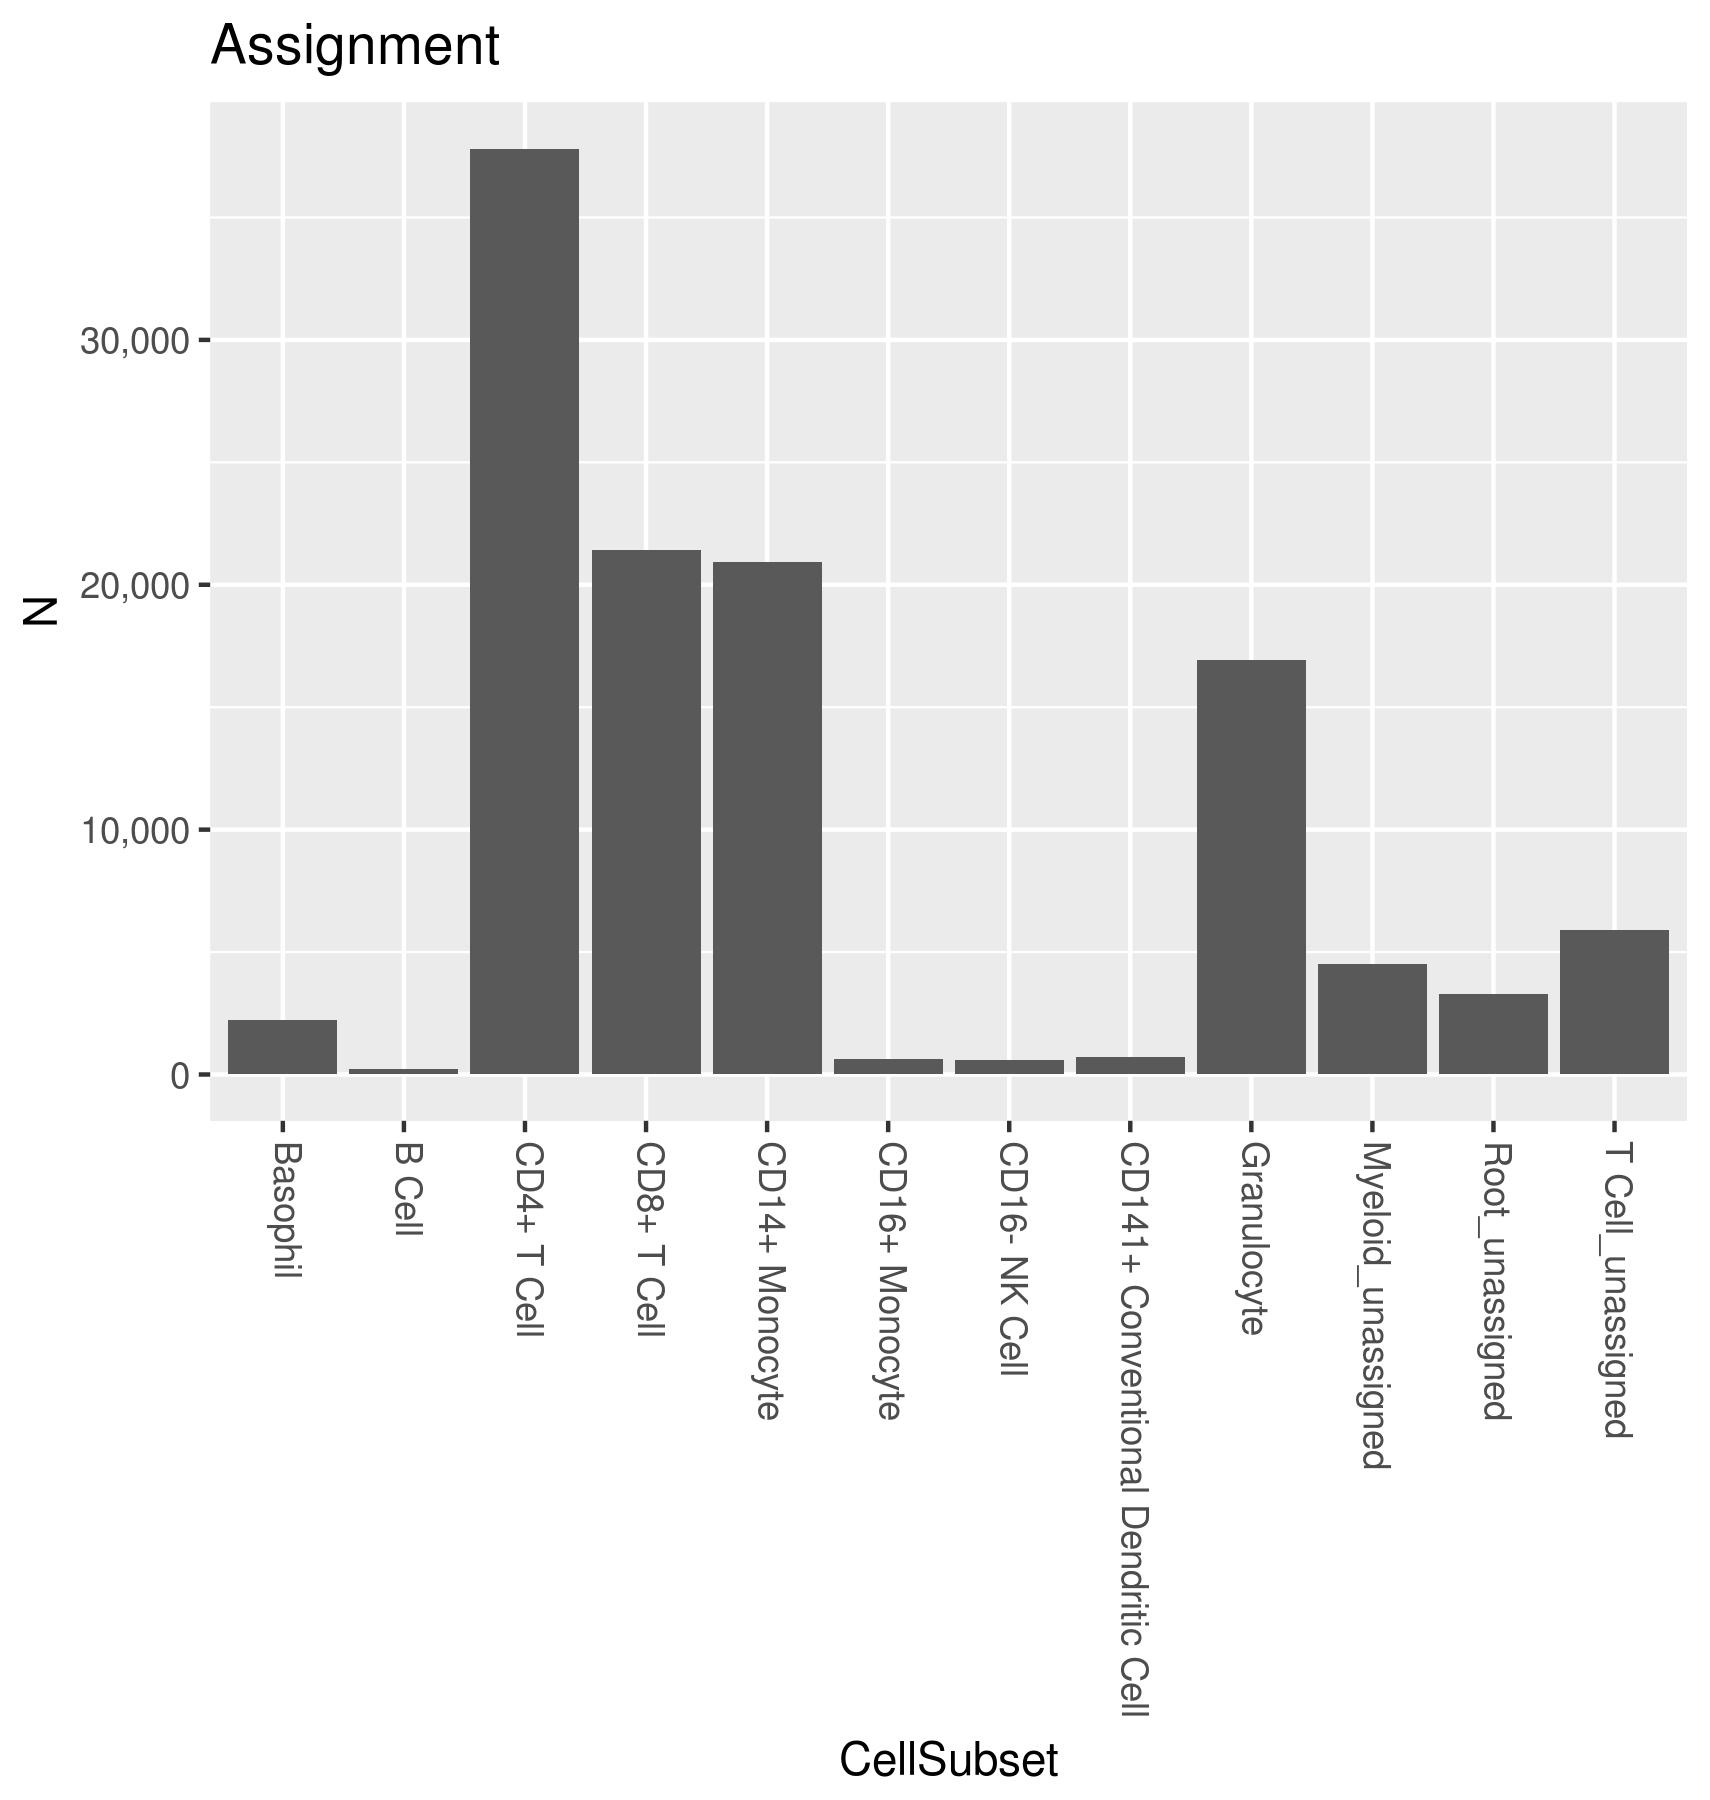 Assignment
N
30,000
20,000
10,000
0
Basophil
B Cell
CD4+ T Cell
CD8+ T Cell
CD14+ Monocyte
CD16+ Monocyte
CD16- NK Cell
CD141+ Conventional Dendritic Cell
Granulocyte
Myeloid_unassigned
Root_unassigned
T Cell_unassigned
CellSubset